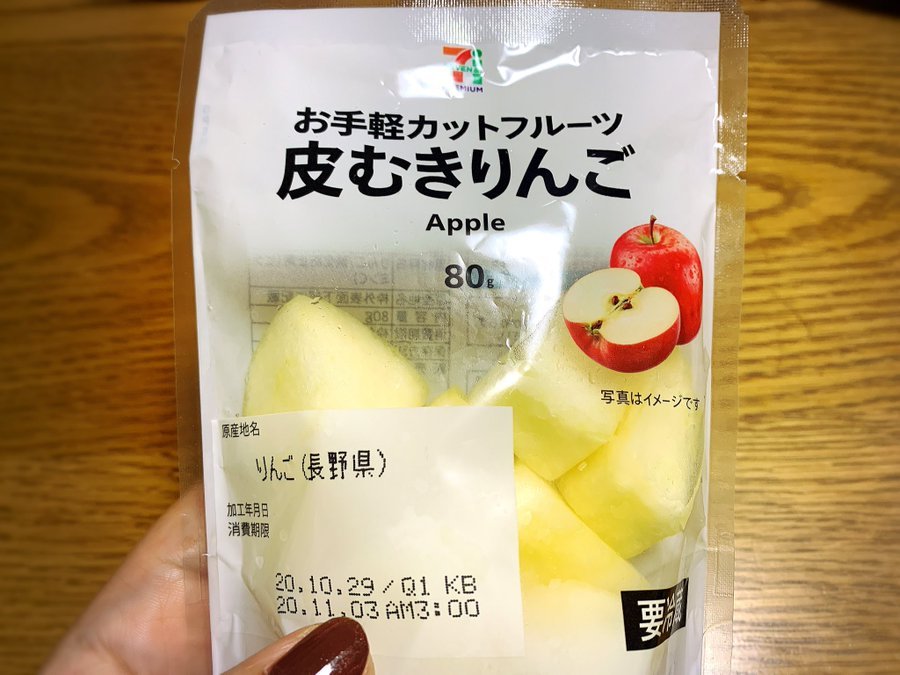 7
SEVEN &
PREMIUM
お手軽カットフルーツ
皮むきりんご
Apple
80g
写真はイメージです
原産地名
りんご(長野県)
加工年月日
消費期限
20.10.29/Q1 KB
20.11.03 AM3:00
要冷蔵